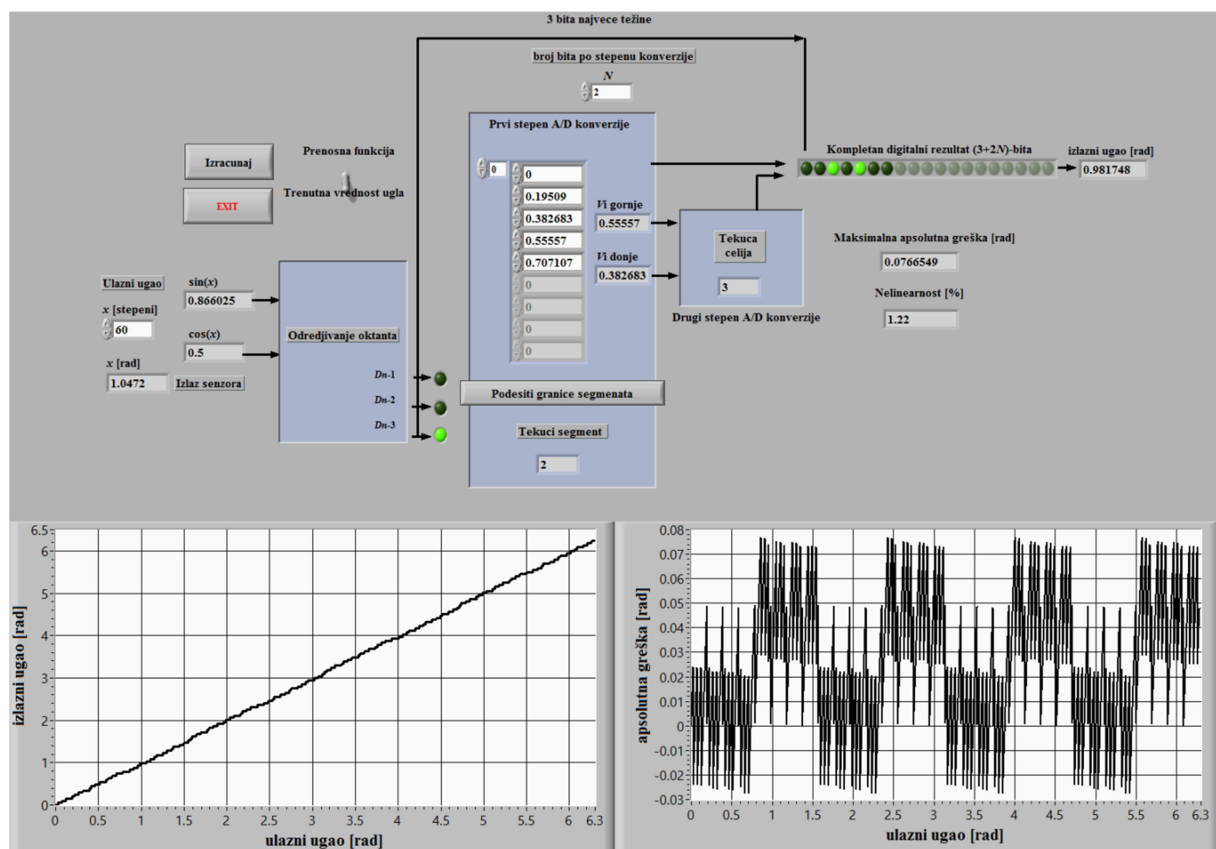 3 bita najvece težine
broj bita po stepenu konverzije
N
2
Prvi stepen A/D konverzije
Izracunaj
Prenosna funkcija
EXIT
Trenutna vrednost ugla
0
0
0.19509
0.382683
0.55557
0.707107
0
0
0
0
Vi gornje
0.55557
Vi donje
0.382683
Kompletan digitalni rezultat (3+2N)-bita
izlazni ugao [rad]
0.981748
Tekuca
celija
3
Drugi stepen A/D konverzije
Maksimalna apsolutna greška [rad]
0.0766549
Nelinearnost [%]
1.22
Ulazni ugao
x [stepeni]
60
x [rad]
1.0472
sin(x)
0.866025
cos(x)
0.5
Izlaz senzora
Odredjivanje oktanta
Dn-1
Dn-2
Dn-3
Podesiti granice segmenata
Tekuci segment
2
izlazni ugao [rad]
6.5
6
5
4
3
2
1
0
0 0.5 1 1.5 2 2.5 3 3.5 4 4.5 5 5.5 6 6.3
ulazni ugao [rad]
apsolutna greška [rad]
0.08
0.07
0.06
0.05
0.04
0.03
0.02
0.01
0
-0.01
-0.02
-0.03
0 0.5 1 1.5 2 2.5 3 3.5 4 4.5 5 5.5 6 6.3
ulazni ugao [rad]